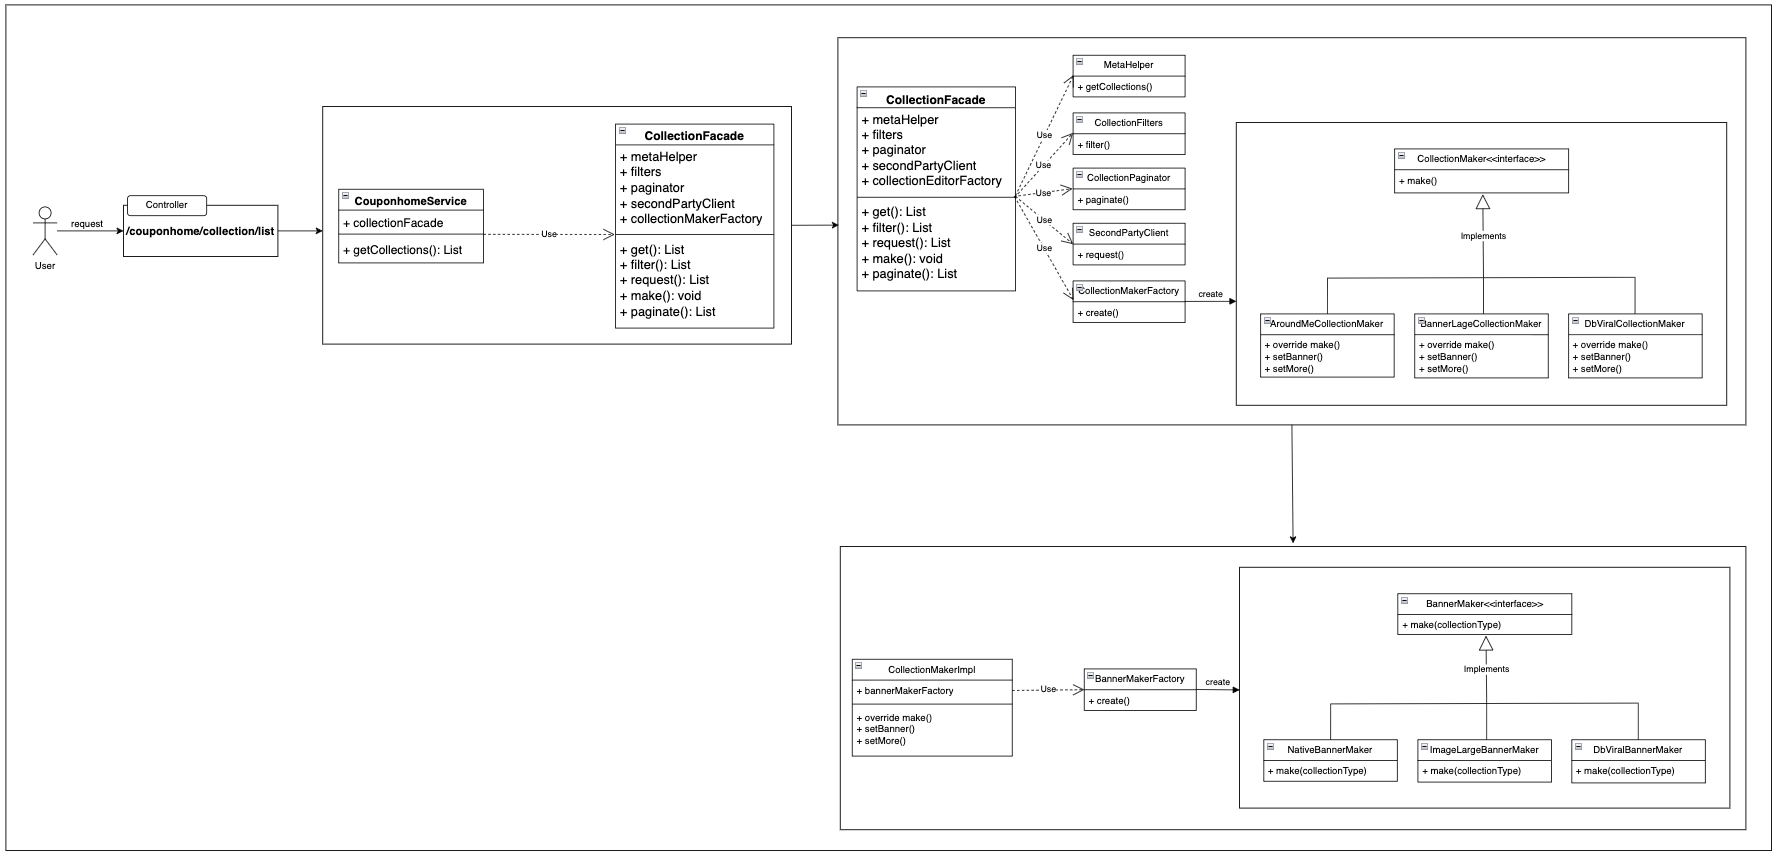 User
request
Controller
/couponhome/collection/list
CouponhomeService
+ collectionFacade
+ getCollections(): List
Use
CollectionFacade
+ metaHelper
+ filters
+ paginator
+ secondPartyClient
+ collectionMakerFactory
+ get(): List
+ filter(): List
+ request(): List
+ make(): void
+ paginate(): List
CollectionFacade
+ metaHelper
+ filters
+ paginator
+ secondPartyClient
+ collectionEditorFactory
+ get(): List
+ filter(): List
+ request(): List
+ make(): void
+ paginate(): List
Use
Use
Use
Use
Use
MetaHelper
+ getCollections()
CollectionFilters
+ filter()
CollectionPaginator
+ paginate()
SecondPartyClient
+ request()
CollectionMakerFactory
+ create()
create
CollectionMaker<<interface>>
+ make()
Implements
AroundMeCollectionMaker
+ override make()
+ setBanner()
+ setMore()
BannerLageCollectionMaker
+ override make()
+ setBanner()
+ setMore()
DbViralCollectionMaker
+ override make()
+ setBanner()
+ setMore()
CollectionMakerImpl
+ bannerMakerFactory
+ override make()
+ setBanner()
+ setMore()
Use
BannerMakerFactory
+ create()
create
BannerMaker<<interface>>
+ make(collectionType)
Implements
NativeBannerMaker
+ make(collectionType)
ImageLargeBannerMaker
+ make(collectionType)
DbViralBannerMaker
+ make(collectionType)